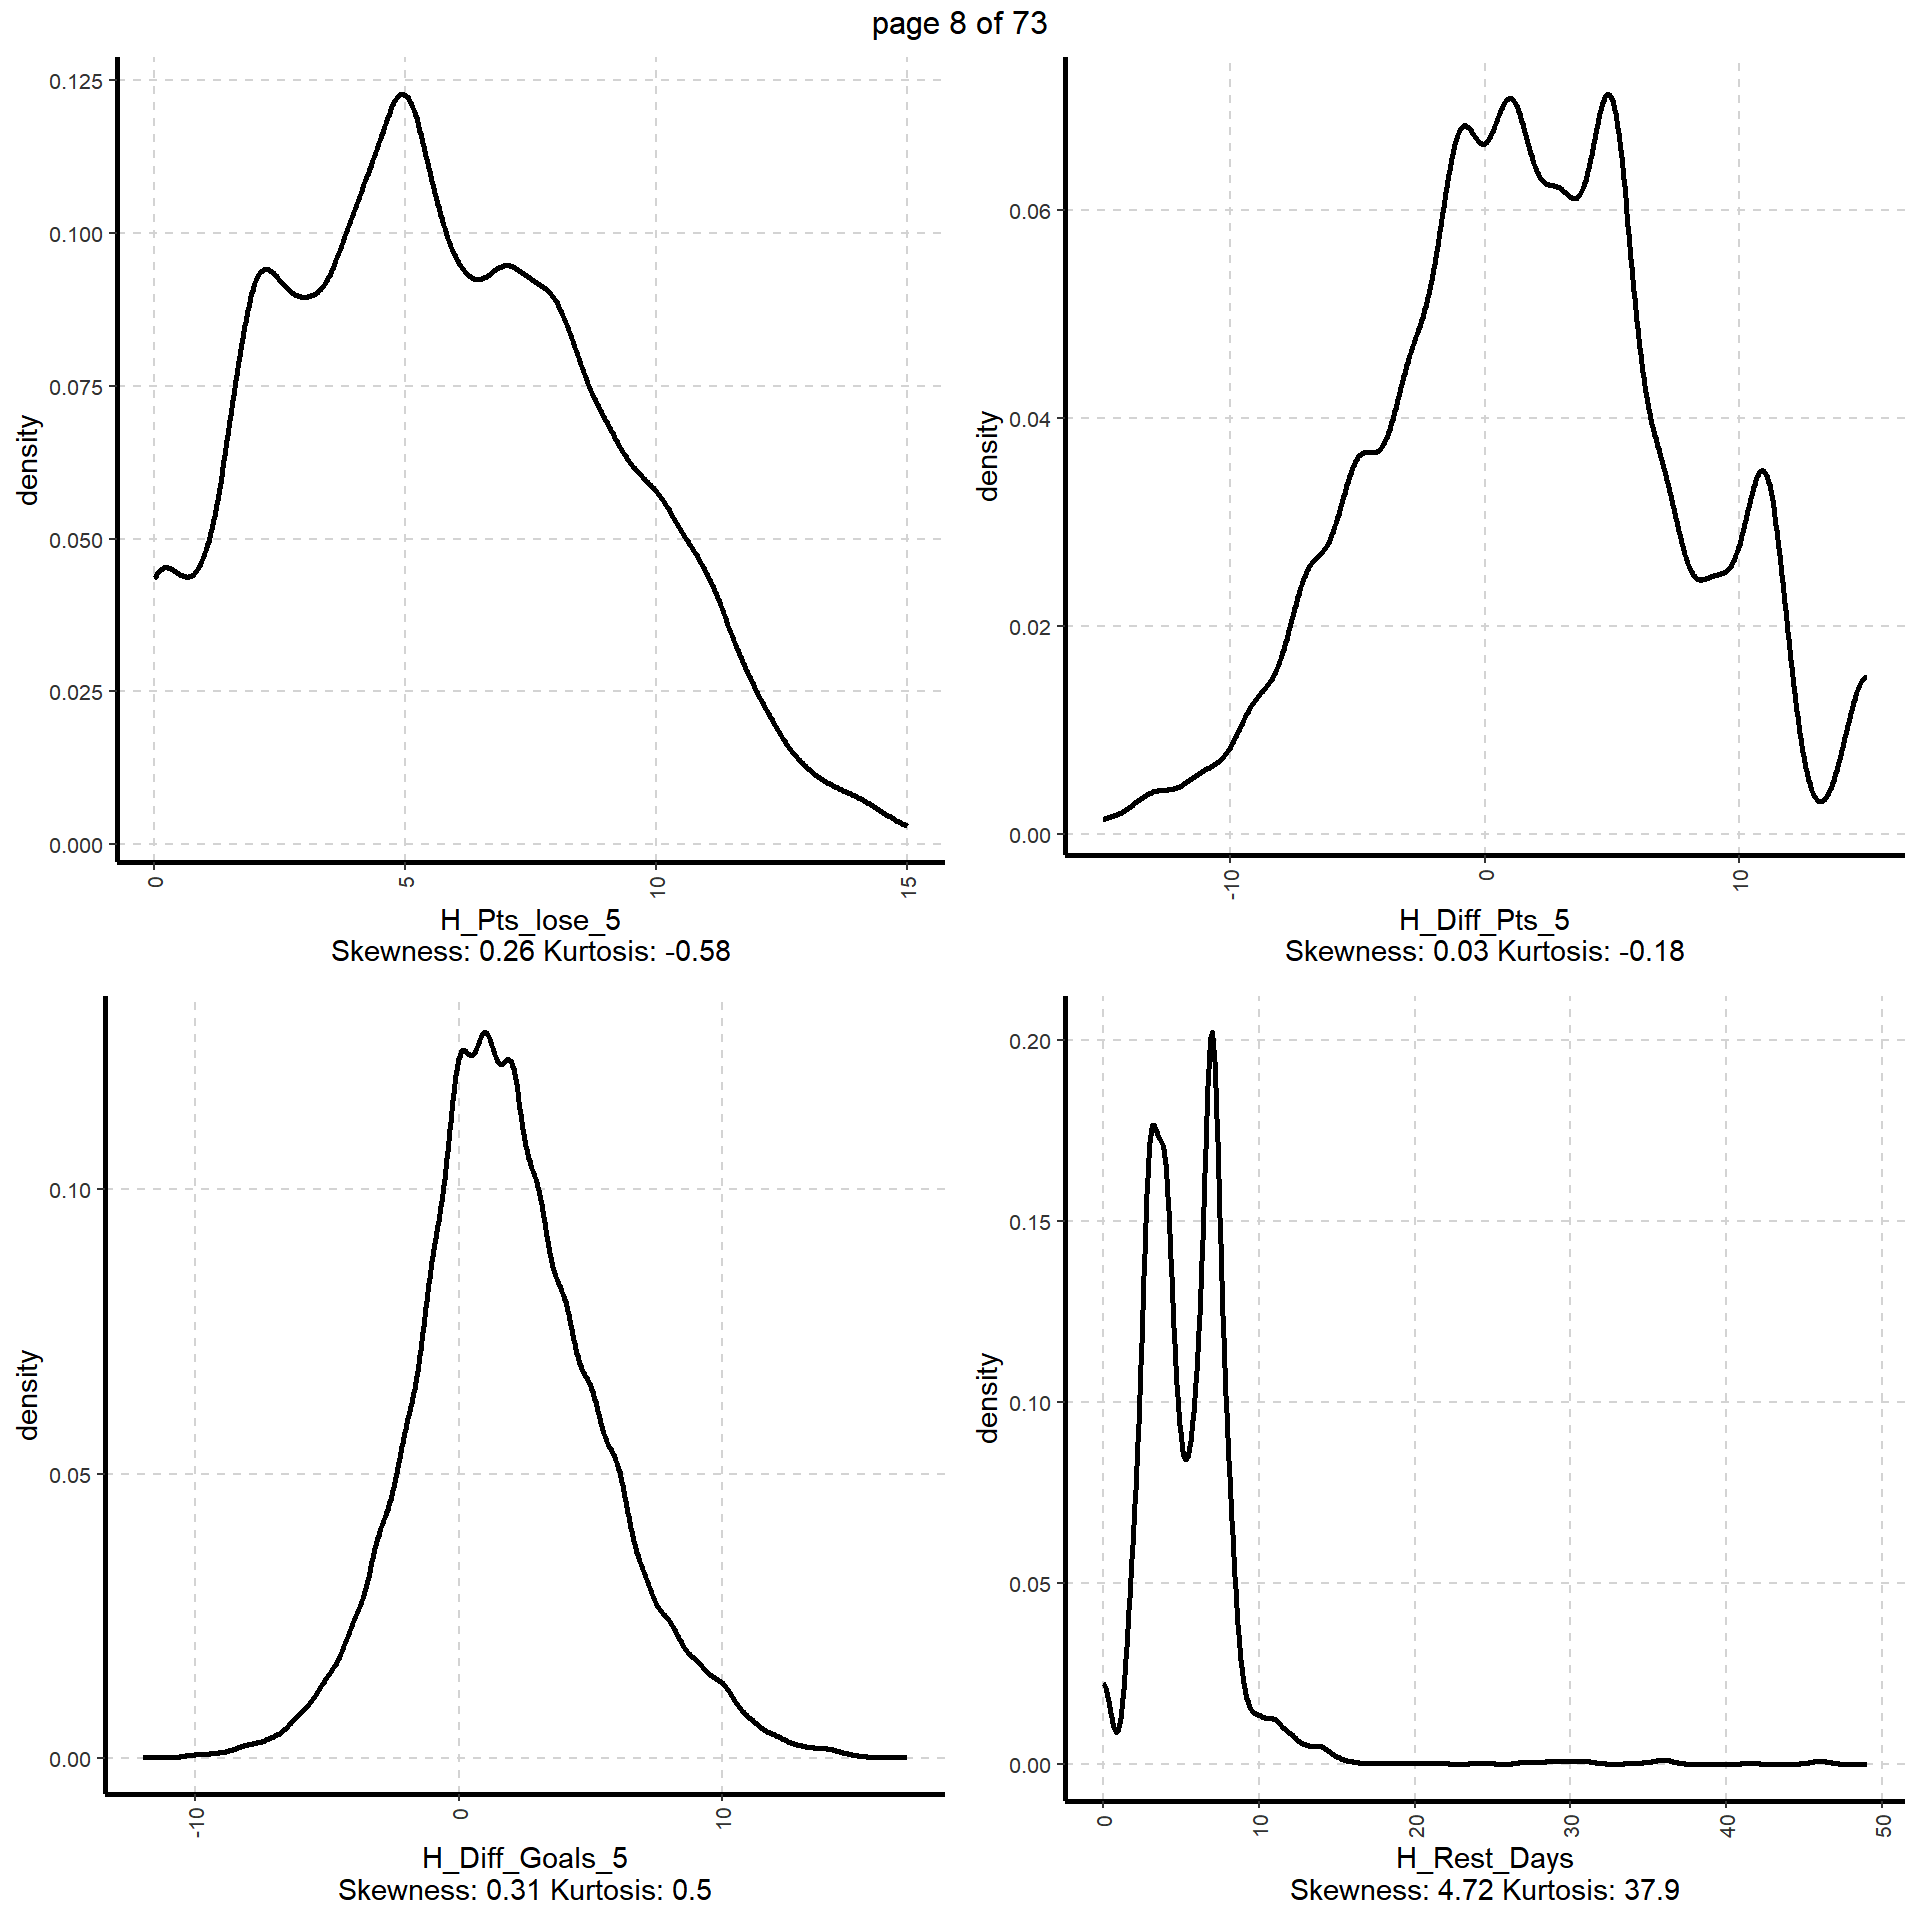 page 8 of 73
0.125
0.100
0.075
0.050
0.025
0.000
density
0
5
10
15
H_Pts_lose_5
Skewness: 0.26 Kurtosis: -0.58
0.06
0.04
0.02
0.00
density
-10
0
10
H_Diff_Pts_5
Skewness: 0.03 Kurtosis: -0.18
0.10
0.05
0.00
density
-10
0
10
H_Diff_Goals_5
Skewness: 0.31 Kurtosis: 0.5
0.20
0.15
0.10
0.05
0.00
density
0
10
20
30
40
50
H_Rest_Days
Skewness: 4.72 Kurtosis: 37.9